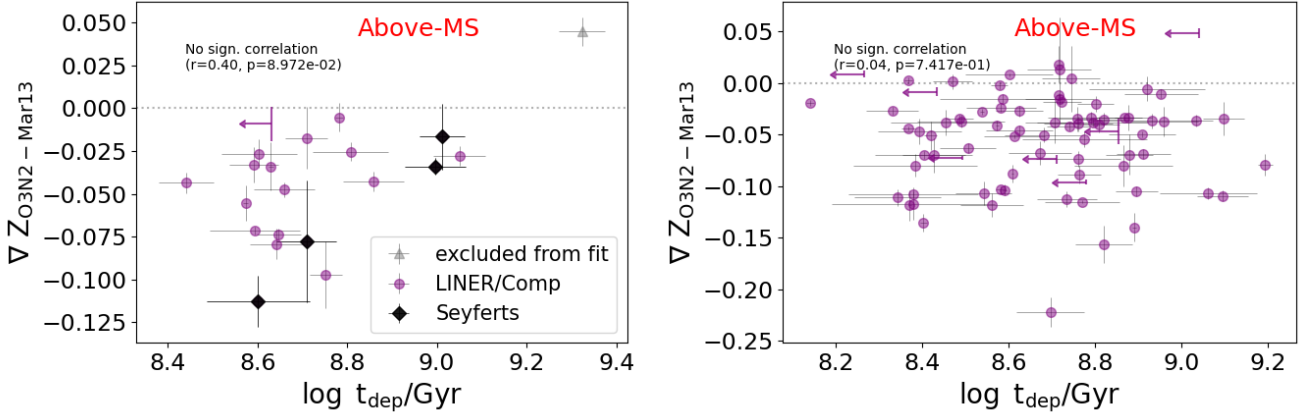 Above-MS
No sign. correlation
(r=0.40, p=8.972e-02)
0.050
0.025
0.000
−0.025
−0.050
−0.075
−0.100
−0.125
∇ Z_O3N2−Mar13
excluded from fit
LINER/Comp
Seyferts
8.4 8.6 8.8 9.0 9.2 9.4
log t_dep/Gyr
Above-MS
No sign. correlation
(r=0.04, p=7.417e-01)
0.05
0.00
−0.05
−0.10
−0.15
−0.20
−0.25
∇ Z_O3N2−Mar13
8.2 8.4 8.6 8.8 9.0 9.2
log t_dep/Gyr